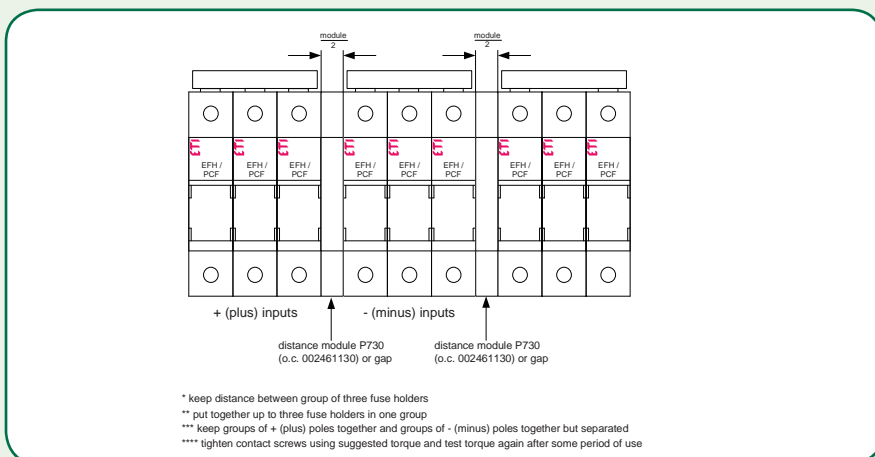 module module
2 2
ETI ETI ETI ETI ETI ETI ETI ETI ETI
EFH / EFH / EFH / EFH / EFH / EFH / EFH / EFH / EFH /
PCF PCF PCF PCF PCF PCF PCF PCF PCF
+ (plus) inputs - (minus) inputs
distance module P730 distance module P730
(o.c. 002461130) or gap (o.c. 002461130) or gap
* keep distance between group of three fuse holders
** put together up to three fuse holders in one group
*** keep groups of + (plus) poles together and groups of - (minus) poles together but separated
**** tighten contact screws using suggested torque and test torque again after some period of use